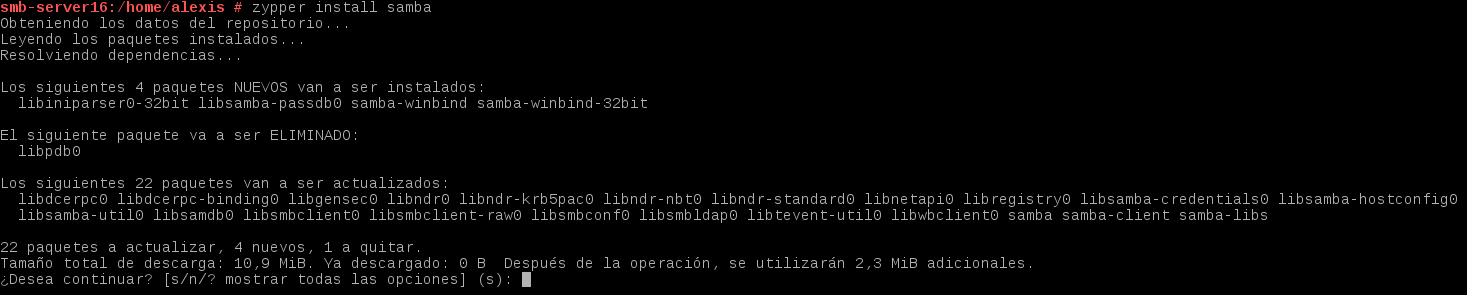 smb-server16:/home/alexis # zypper install samba
Obteniendo los datos del repositorio...
Leyendo los paquetes instalados...
Resolviendo dependencias...
Los siguientes 4 paquetes NUEVOS van a ser instalados:
libiniparser0-32bit libsamba-passdb0 samba-winbind samba-winbind-32bit
El siguiente paquete va a ser ELIMINADO:
libpdb0
Los siguientes 22 paquetes van a ser actualizados:
libdcerpc0 libdcerpc-binding0 libgensec0 libndr0 libndr-krb5pac0 libndr-nbt0 libndr-standard0 libnetapi0 libregistry0 libsamba-credentials0 libsamba-hostconfig0
libsamba-util0 libsamdb0 libsmbclient0 libsmbclient-raw0 libsmbconf0 libsmbldap0 libtevent-util0 libwbclient0 samba samba-client samba-libs
22 paquetes a actualizar, 4 nuevos, 1 a quitar.
Tamaño total de descarga: 10,9 MiB. Ya descargado: 0 B  Después de la operación, se utilizarán 2,3 MiB adicionales.
¿Desea continuar? [s/n/? mostrar todas las opciones] (s):